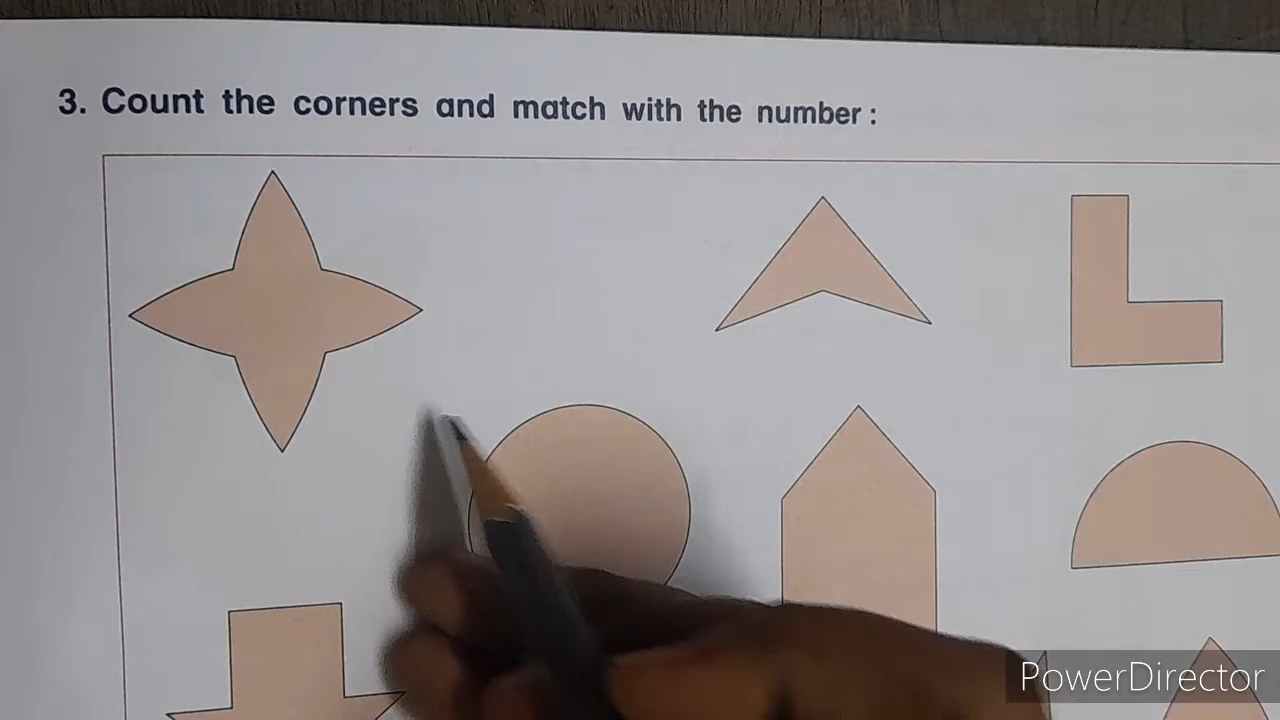 3. Count the corners and match with the number :
PowerDirector